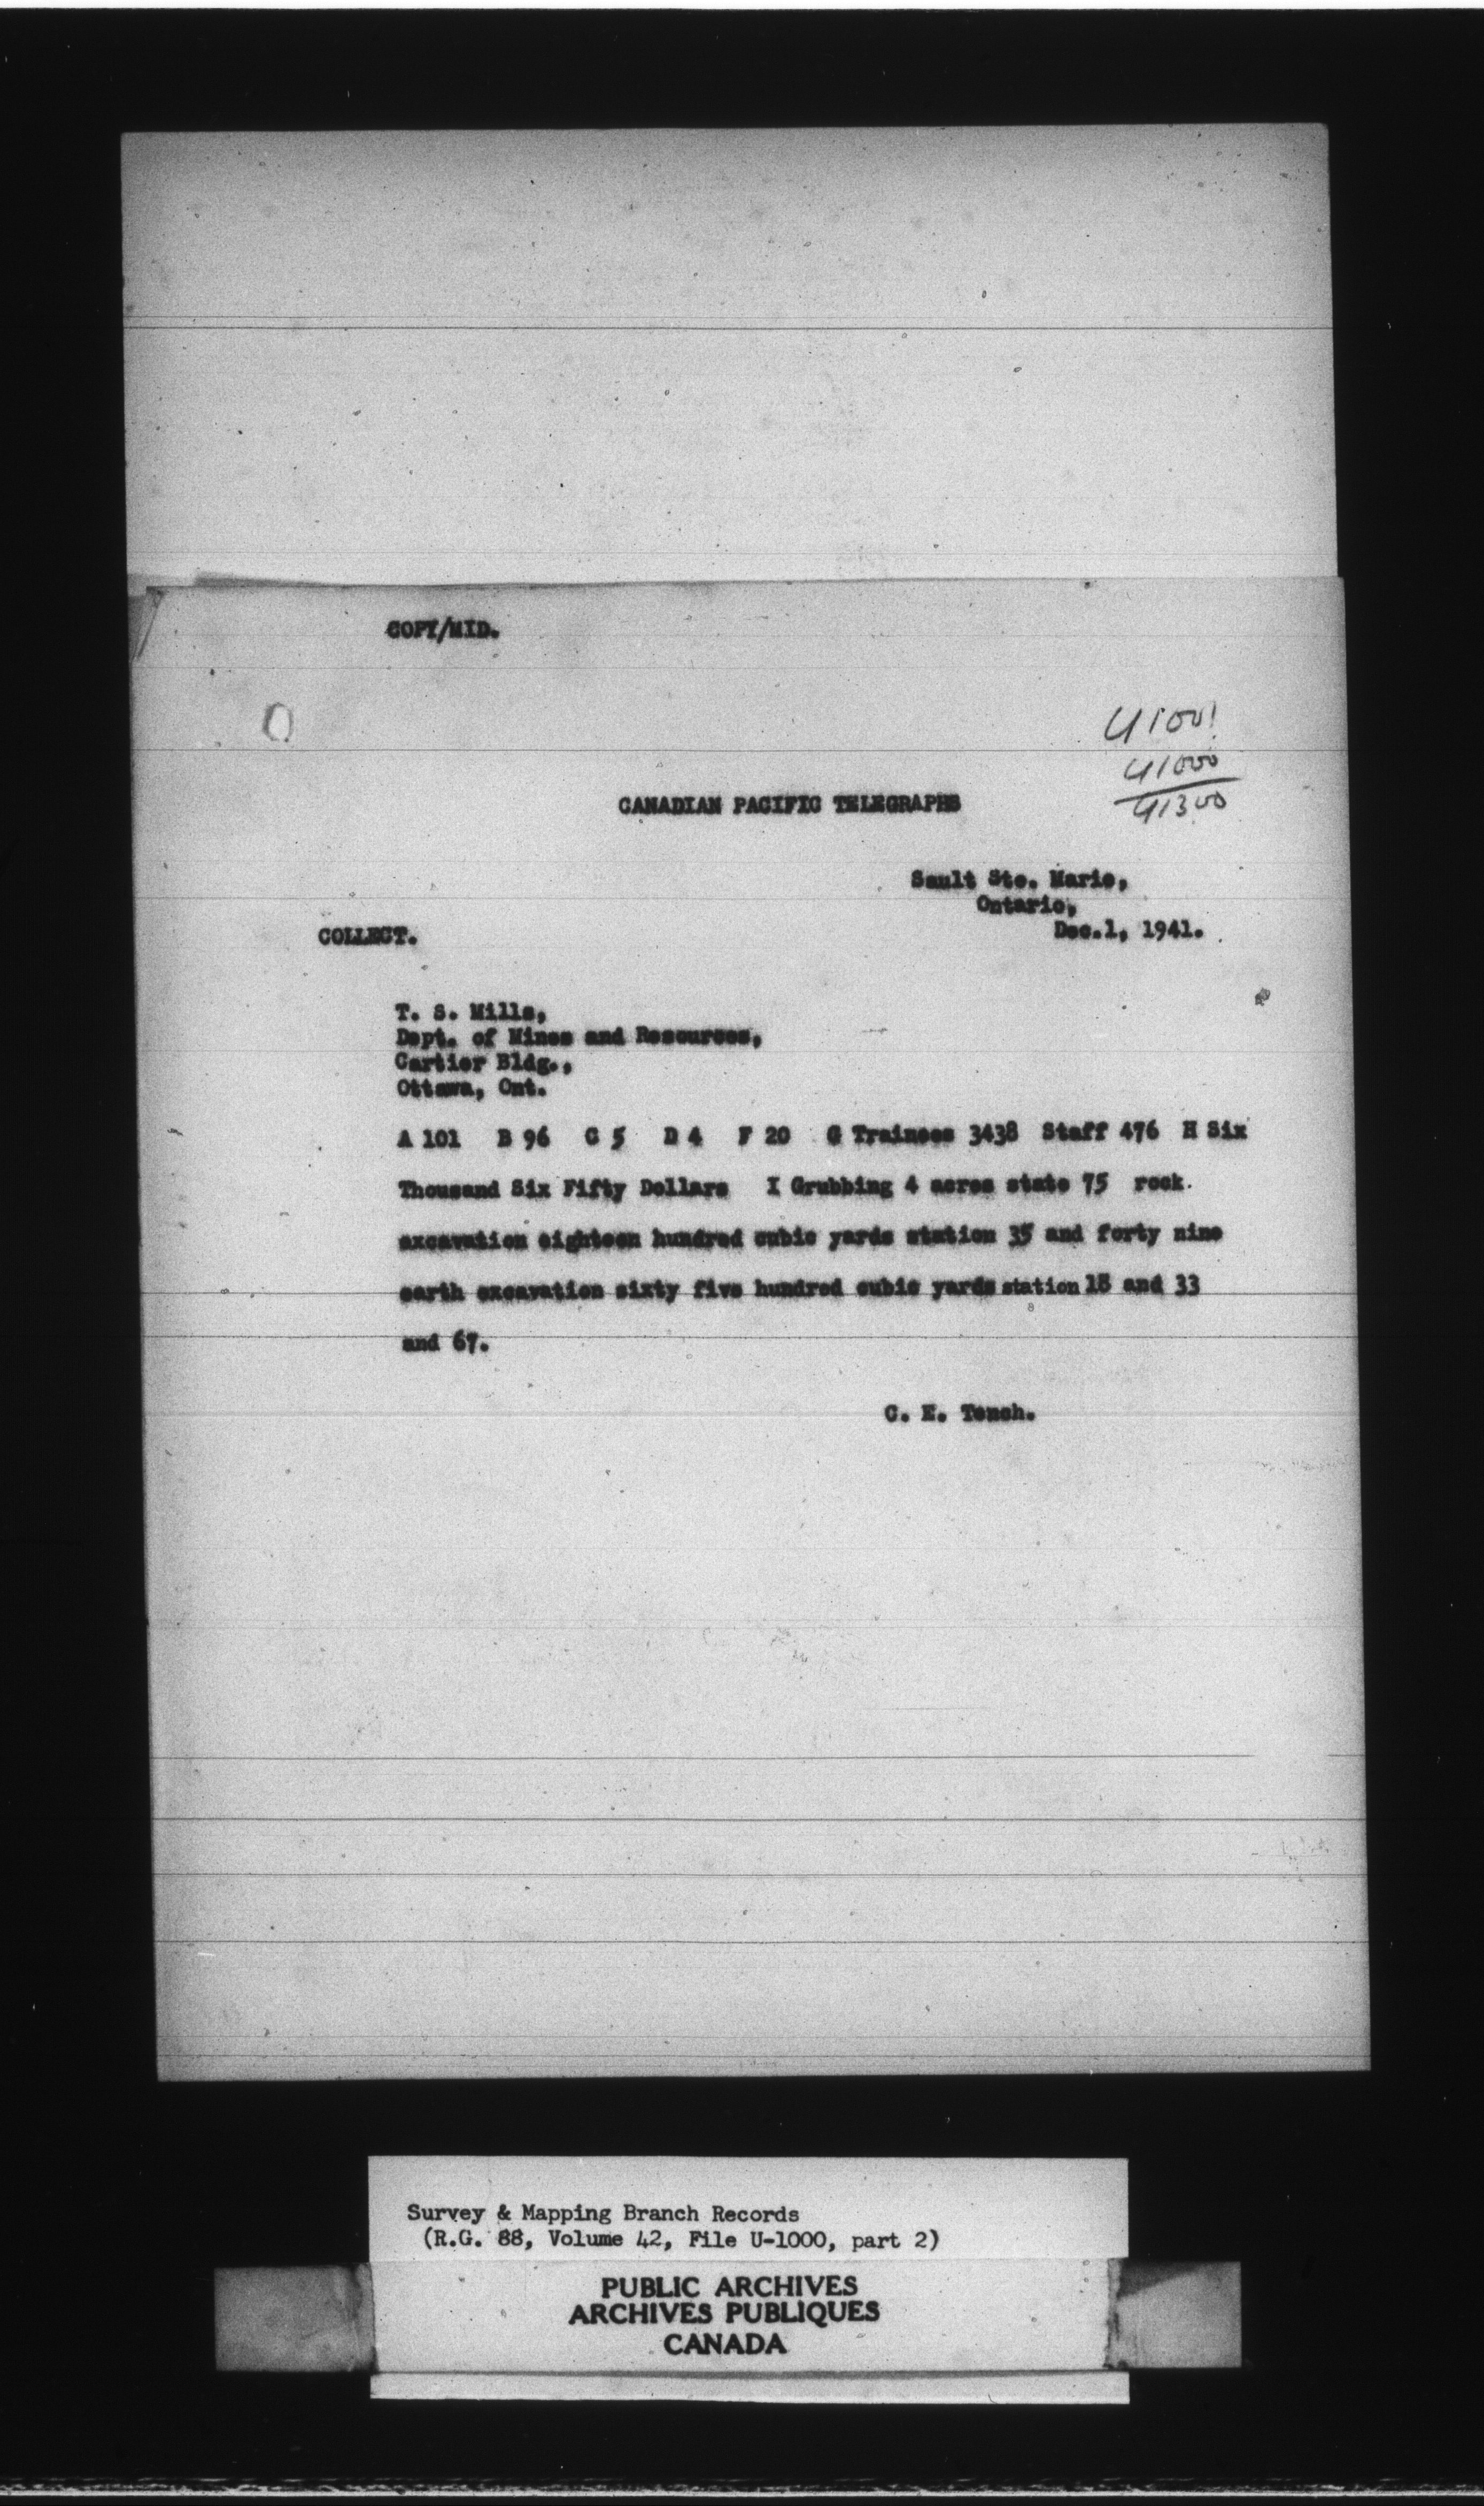 COPY/MID.
U1001
U1000
U1300
CANADIAN PACIFIC TELEGRAPHS
Sault Ste. Marie,
Ontario,
Dec.1, 1941.
COLLECT.
T. S. Mills,
Dept. of Mines and Resources,
Cartier Bldg.,
Ottawa, Ont.
A 101 B 96 C 5 D 4 F 20 G Trainees 3438 Staff 476 H Six
Thousand Six Fifty Dollars I Grubbing 4 acres state 75 rock
excavation eighteen hundred cubic yards station 35 and forty nine
earth excavation sixty five hundred cubic yards station 18 and 33
and 67.
C. E. Tench.
Survey & Mapping Branch Records
(R.G. 88, Volume 42, File U-1000, part 2)
PUBLIC ARCHIVES
ARCHIVES PUBLIQUES
CANADA